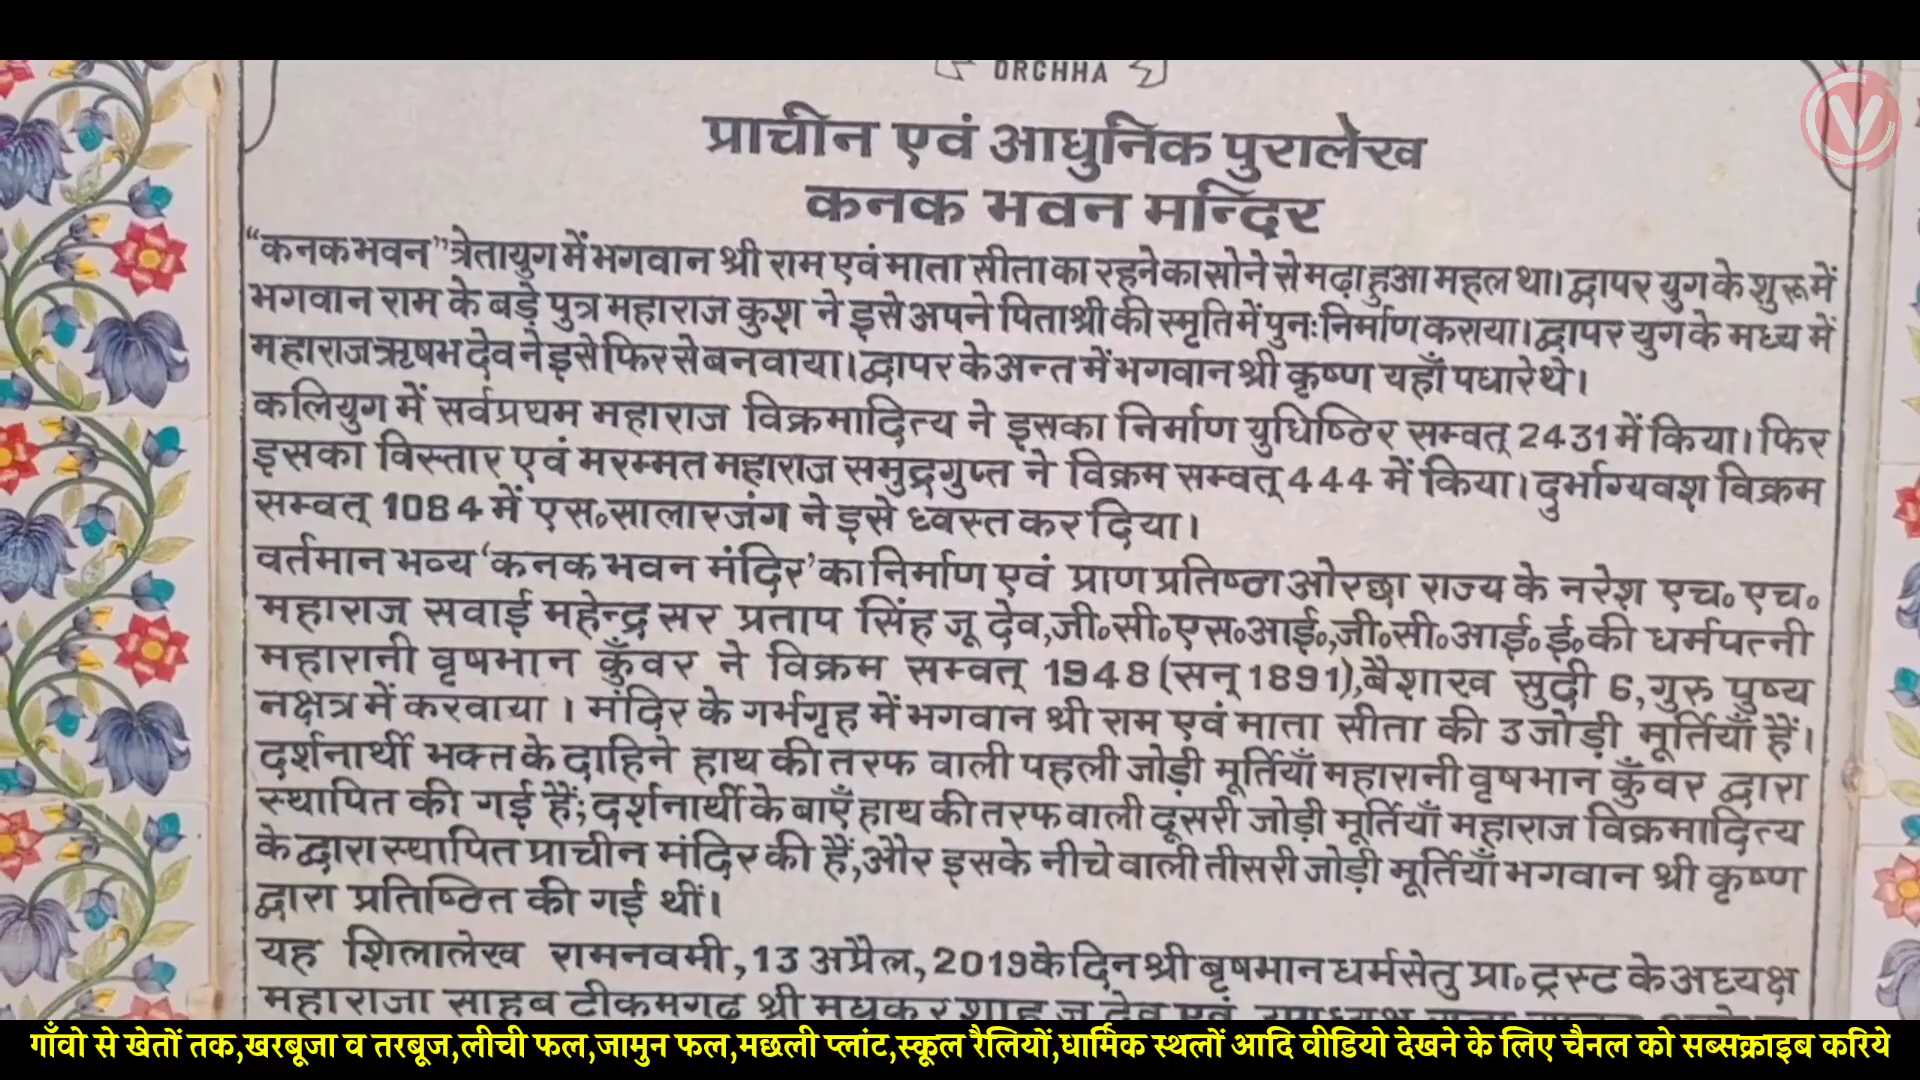 ORCHHA
प्राचीन एवं आधुनिक पुरालेख
कनक भवन मन्दिर
“कनक भवन” त्रेतायुग में भगवान श्री राम एवं माता सीता का रहने का सोने से मढ़ा हुआ महल था। द्वापर युग के शुरू में
भगवान राम के बड़े पुत्र महाराज कुश ने इसे अपने पिताश्री की स्मृति में पुनः निर्माण कराया। द्वापर युग के मध्य में
महाराज ऋषभ देव ने इसे फिर से बनवाया। द्वापर के अन्त में भगवान श्री कृष्ण यहाँ पधारे थे।
कलियुग में सर्वप्रथम महाराज विक्रमादित्य ने इसका निर्माण युधिष्ठिर सम्वत् 2431 में किया। फिर
इसका विस्तार एवं मरम्मत महाराज समुद्रगुप्त ने विक्रम सम्वत् 444 में किया। दुर्भाग्यवश विक्रम
सम्वत् 1084 में एस॰ सालारजंग ने इसे ध्वस्त कर दिया।
वर्तमान भव्य ‘कनक भवन मंदिर’ का निर्माण एवं प्राण प्रतिष्ठा ओरछा राज्य के नरेश एच॰ एच॰
महाराज सवाई महेन्द्र सर प्रताप सिंह जू देव, जी॰ सी॰ एस॰ आई॰, जी॰ सी॰ आई॰ ई॰ की धर्मपत्नी
महारानी वृषभान कुँवर ने विक्रम सम्वत् 1948 (सन् 1891), बैशाख सुदी 6, गुरु पुष्य
नक्षत्र में करवाया । मंदिर के गर्भगृह में भगवान श्री राम एवं माता सीता की 3 जोड़ी मूर्तियाँ हैं।
दर्शनार्थी भक्त के दाहिने हाथ की तरफ वाली पहली जोड़ी मूर्तियाँ महारानी वृषभान कुँवर द्वारा
स्थापित की गई हैं; दर्शनार्थी के बाएँ हाथ की तरफ वाली दूसरी जोड़ी मूर्तियाँ महाराज विक्रमादित्य
के द्वारा स्थापित प्राचीन मंदिर की हैं, और इसके नीचे वाली तीसरी जोड़ी मूर्तियाँ भगवान श्री कृष्ण
द्वारा प्रतिष्ठित की गई थीं।
यह शिलालेख रामनवमी, 13 अप्रैल, 2019 के दिन श्री बृषभान धर्मसेतु प्रा॰ ट्रस्ट के अध्यक्ष
महाराजा साहब टीकमगढ़ श्री मधुकर शाह जू देव एवं
गाँवो से खेतों तक,खरबूजा व तरबूज,लीची फल,जामुन फल,मछली प्लांट,स्कूल रैलियों,धार्मिक स्थलों आदि वीडियो देखने के लिए चैनल को सब्सक्राइब करिये